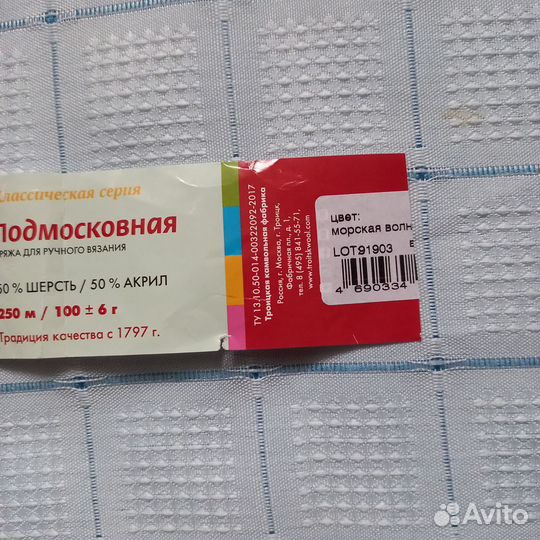 Классическая серия
Подмосковная
ПРЯЖА ДЛЯ РУЧНОГО ВЯЗАНИЯ
50 % ШЕРСТЬ / 50 % АКРИЛ
250 м / 100 ± 6 г
Традиция качества с 1797 г.
ТУ 13.10.50-014-00322092-2017
Троицкая камвольная фабрика
Россия, г. Москва, г. Троицк,
Фабричная пл., д. 1,
тел. 8 (495) 841-55-71,
www.troitskwool.com
цвет:
морская волн
LOT91903
4 690334
Avito